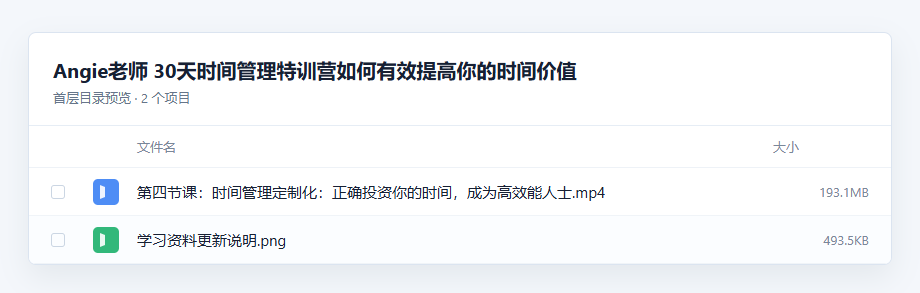 Angie老师 30天时间管理特训营如何有效提高你的时间价值
首层目录预览 · 2 个项目
文件名 大小
第四节课：时间管理定制化：正确投资你的时间，成为高效能人士.mp4 193.1MB
学习资料更新说明.png 493.5KB